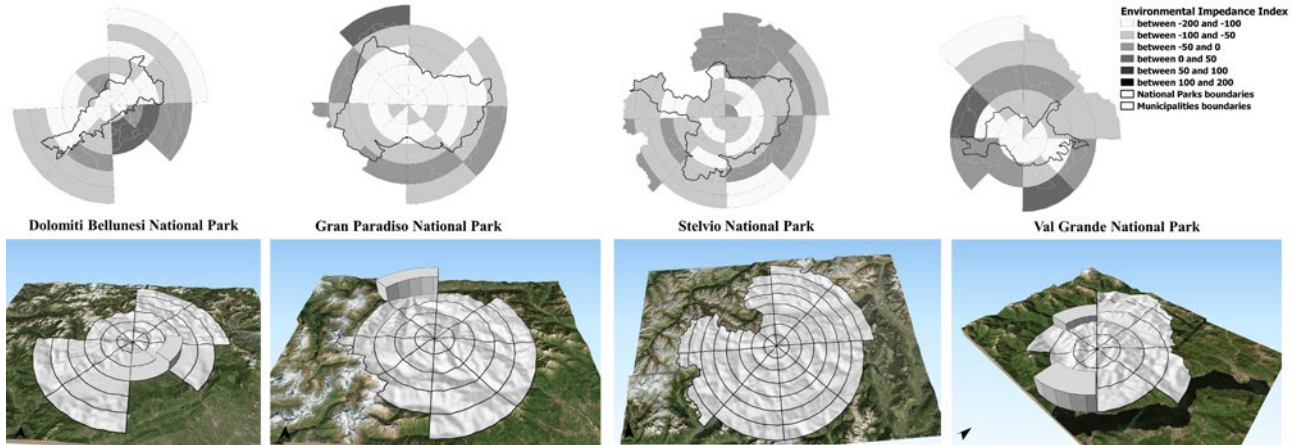 Environmental Impedance Index
between -200 and -100
between -100 and -50
between -50 and 0
between 0 and 50
between 50 and 100
between 100 and 200
National Parks boundaries
Municipalities boundaries
Dolomiti Bellunesi National Park
Gran Paradiso National Park
Stelvio National Park
Val Grande National Park